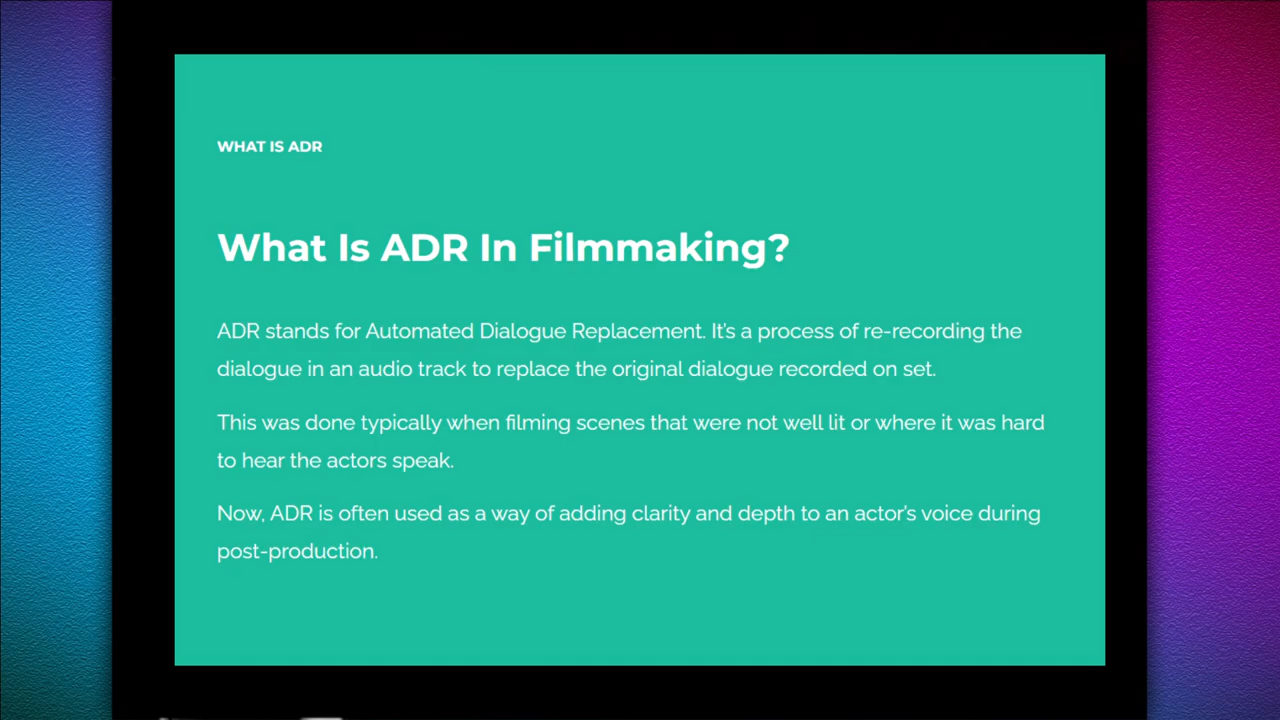 WHAT IS ADR
What Is ADR In Filmmaking?
ADR stands for Automated Dialogue Replacement. It's a process of re-recording the
dialogue in an audio track to replace the original dialogue recorded on set.
This was done typically when filming scenes that were not well lit or where it was hard
to hear the actors speak.
Now, ADR is often used as a way of adding clarity and depth to an actor's voice during
post-production.